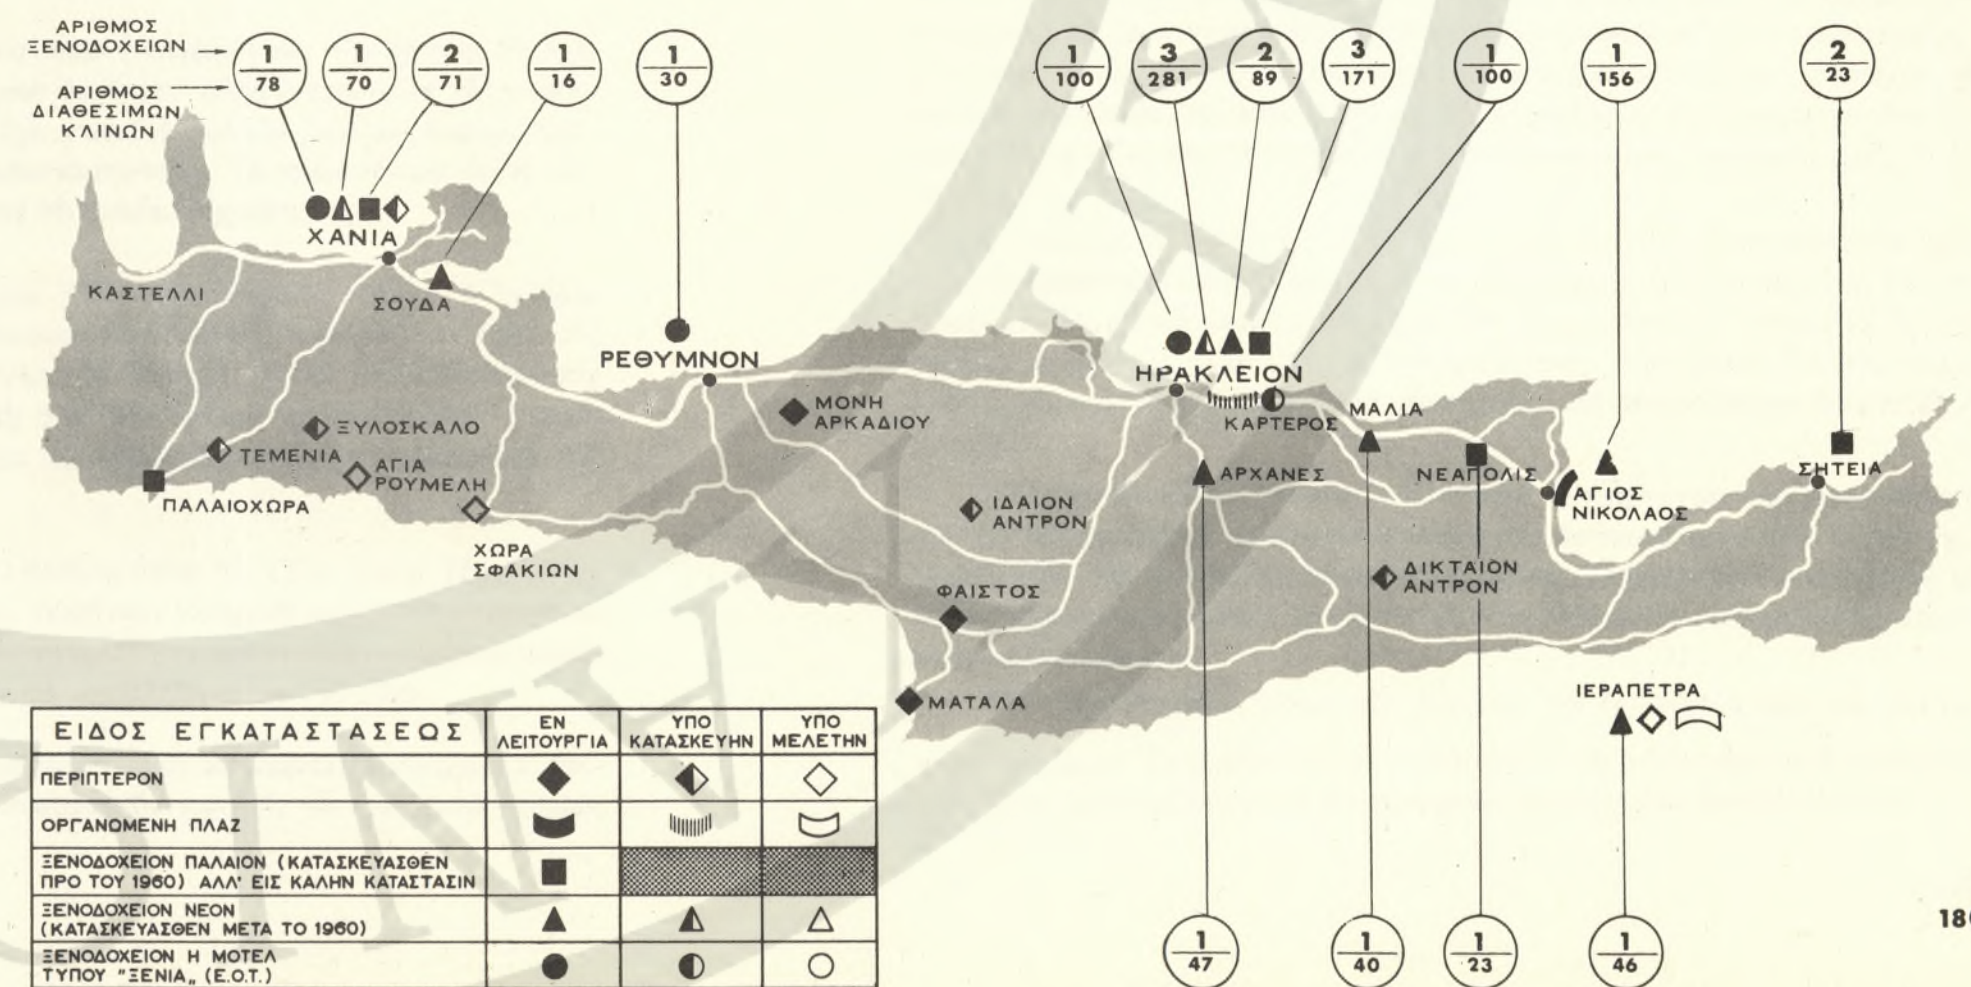 ΑΡΙΘΜΟΣ
ΞΕΝΟΔΟΧΕΙΩΝ
ΑΡΙΘΜΟΣ
ΔΙΑΘΕΣΙΜΩΝ
ΚΛΙΝΩΝ
1
78
1
70
2
71
1
16
1
30
1
100
3
281
2
89
3
171
1
100
1
156
2
23
ΧΑΝΙΑ
ΚΑΣΤΕΛΛΙ
ΣΟΥΔΑ
ΡΕΘΥΜΝΟΝ
ΗΡΑΚΛΕΙΟΝ
ΚΑΡΤΕΡΟΣ
ΜΑΛΙΑ
ΜΟΝΗ
ΑΡΚΑΔΙΟΥ
ΞΥΛΟΣΚΑΛΟ
ΤΕΜΕΝΙΑ
ΑΓΙΑ
ΡΟΥΜΕΛΗ
ΠΑΛΑΙΟΧΩΡΑ
ΧΩΡΑ
ΣΦΑΚΙΩΝ
ΙΔΑΙΟΝ
ΑΝΤΡΟΝ
ΑΡΧΑΝΕΣ
ΝΕΑΠΟΛΙΣ
ΑΓΙΟΣ
ΝΙΚΟΛΑΟΣ
ΣΗΤΕΙΑ
ΔΙΚΤΑΙΟΝ
ΑΝΤΡΟΝ
ΦΑΙΣΤΟΣ
ΜΑΤΑΛΑ
ΙΕΡΑΠΕΤΡΑ
ΕΙΔΟΣ ΕΓΚΑΤΑΣΤΑΣΕΩΣ
ΕΝ
ΛΕΙΤΟΥΡΓΙΑ
ΥΠΟ
ΚΑΤΑΣΚΕΥΗΝ
ΥΠΟ
ΜΕΛΕΤΗΝ
ΠΕΡΙΠΤΕΡΟΝ
ΟΡΓΑΝΩΜΕΝΗ ΠΛΑΖ
ΞΕΝΟΔΟΧΕΙΟΝ ΠΑΛΑΙΟΝ (ΚΑΤΑΣΚΕΥΑΣΘΕΝ
ΠΡΟ ΤΟΥ 1960) ΑΛΛ' ΕΙΣ ΚΑΛΗΝ ΚΑΤΑΣΤΑΣΙΝ
ΞΕΝΟΔΟΧΕΙΟΝ ΝΕΟΝ
(ΚΑΤΑΣΚΕΥΑΣΘΕΝ ΜΕΤΑ ΤΟ 1960)
ΞΕΝΟΔΟΧΕΙΟΝ Η ΜΟΤΕΛ
ΤΥΠΟΥ "ΞΕΝΙΑ„ (Ε.Ο.Τ.)
1
47
1
40
1
23
1
46